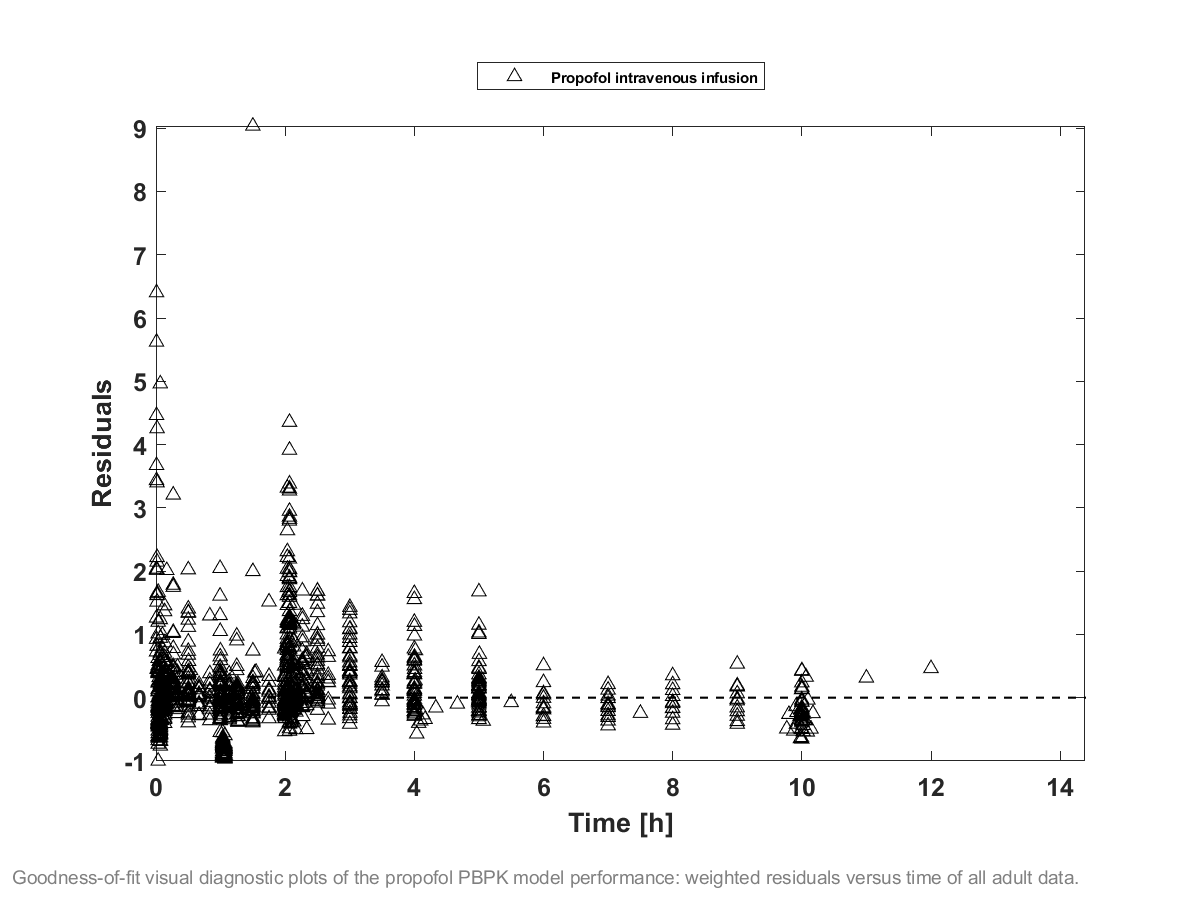 Propofol intravenous infusion
9
8
7
6
5
4
3
2
1
0
-1
Residuals
0 2 4 6 8 10 12 14
Time [h]
Goodness-of-fit visual diagnostic plots of the propofol PBPK model performance: weighted residuals versus time of all adult data.